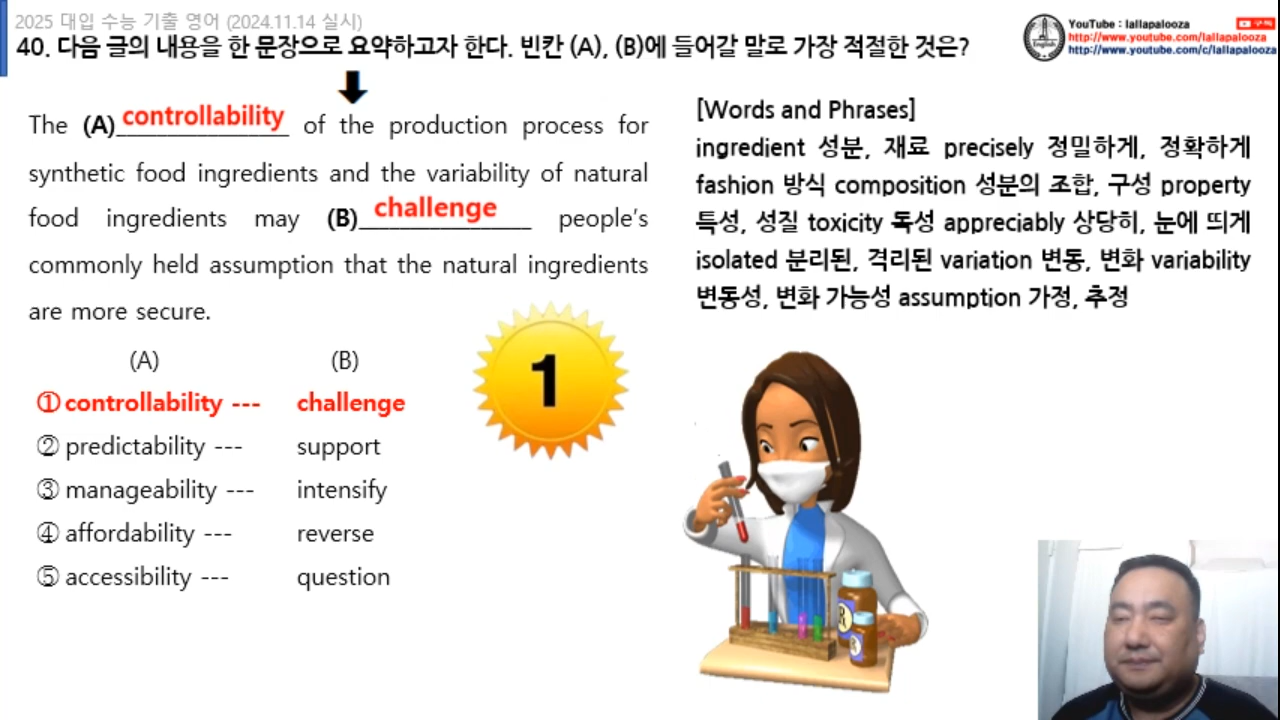 2025 대입 수능 기출 영어 (2024.11.14 실시)
40. 다음 글의 내용을 한 문장으로 요약하고자 한다. 빈칸 (A), (B)에 들어갈 말로 가장 적절한 것은?
YouTube : lallapalooza
구독
http://www.youtube.com/lallapalooza
http://www.youtube.com/c/lallapalooza
English
The (A)controllability of the production process for
synthetic food ingredients and the variability of natural
food ingredients may (B)challenge people's
commonly held assumption that the natural ingredients
are more secure.
(A) (B)
① controllability --- challenge
② predictability --- support
③ manageability --- intensify
④ affordability --- reverse
⑤ accessibility --- question
1
[Words and Phrases]
ingredient 성분, 재료 precisely 정밀하게, 정확하게
fashion 방식 composition 성분의 조합, 구성 property
특성, 성질 toxicity 독성 appreciably 상당히, 눈에 띄게
isolated 분리된, 격리된 variation 변동, 변화 variability
변동성, 변화 가능성 assumption 가정, 추정